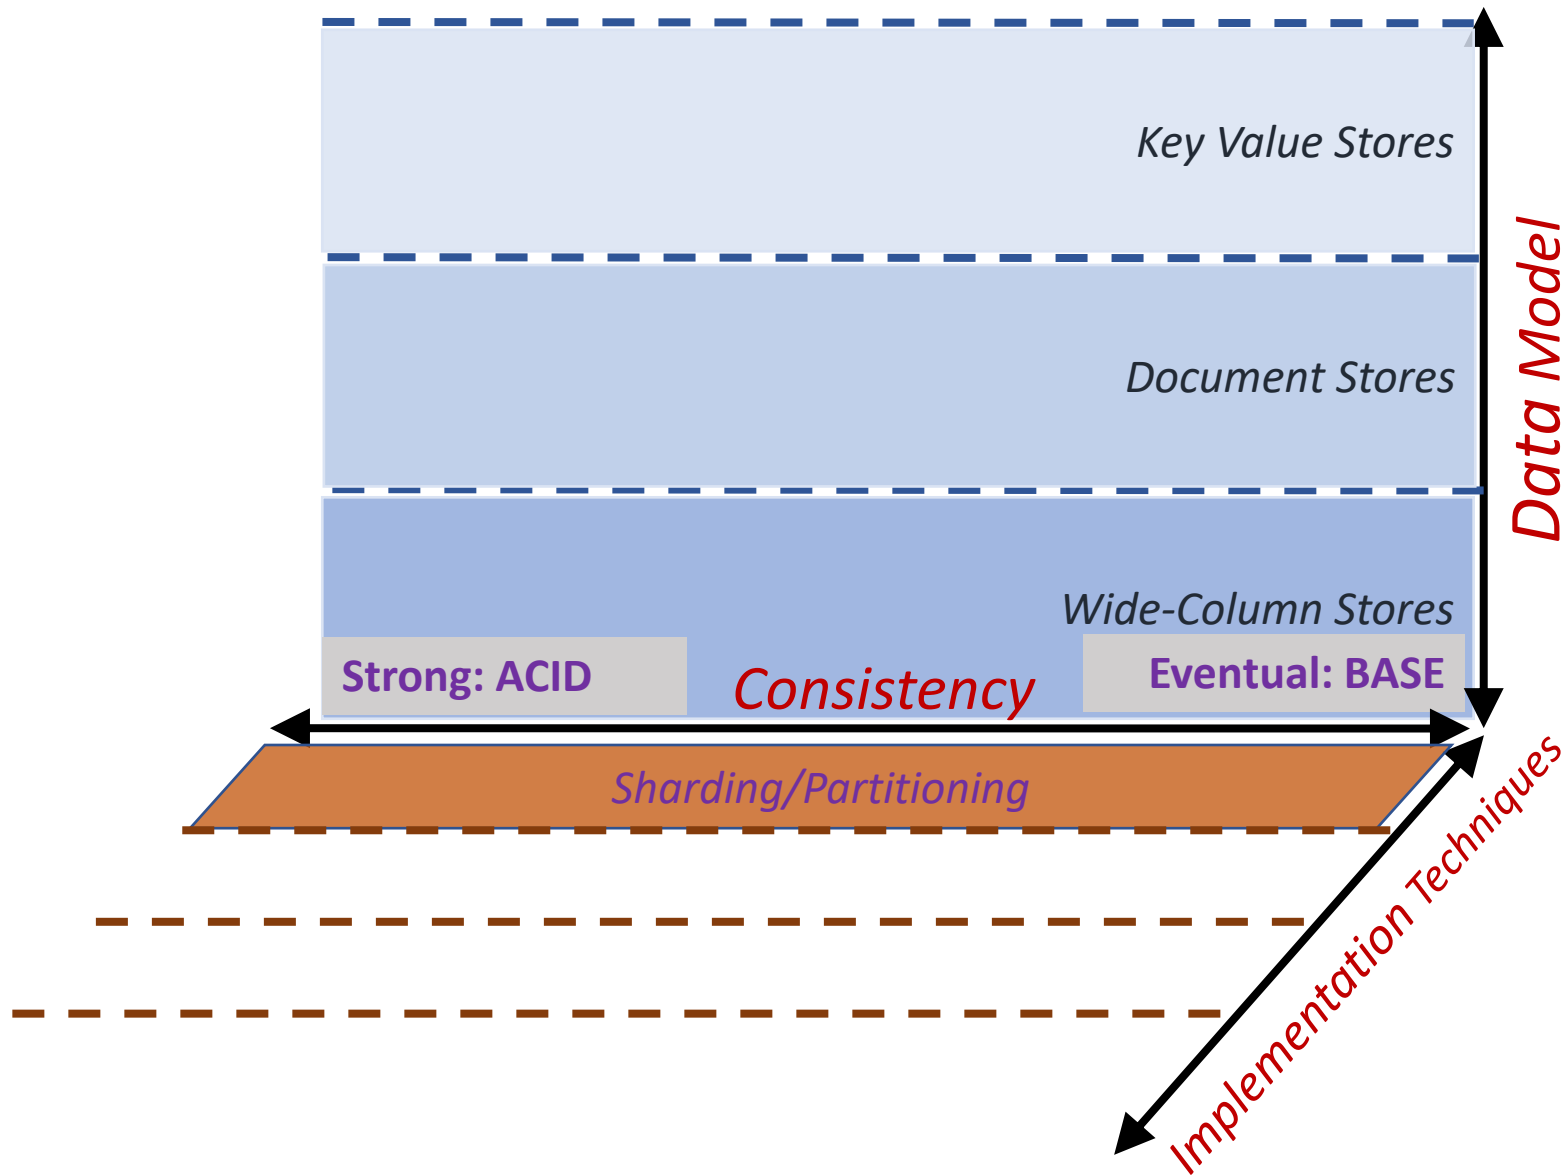 Key Value Stores
Document Stores
Data Model
Wide-Column Stores
Strong: ACID
Consistency
Eventual: BASE
Sharding/Partitioning
Implementation Techniques